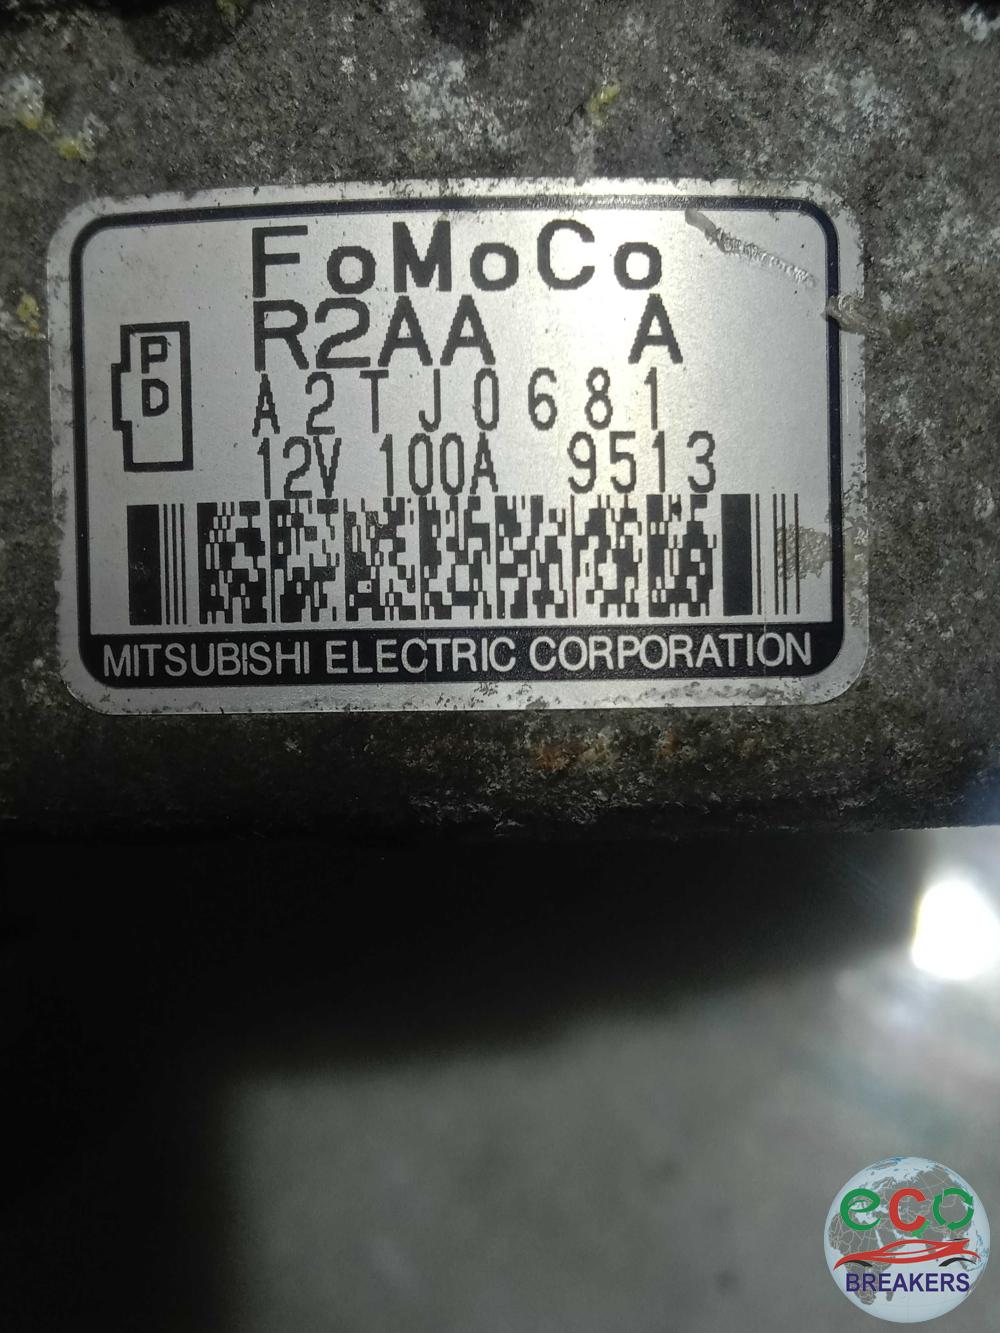 FoMoCo
R2AA A
P
D
A2TJ0681
12V 100A 9513
MITSUBISHI ELECTRIC CORPORATION
eco
BREAKERS